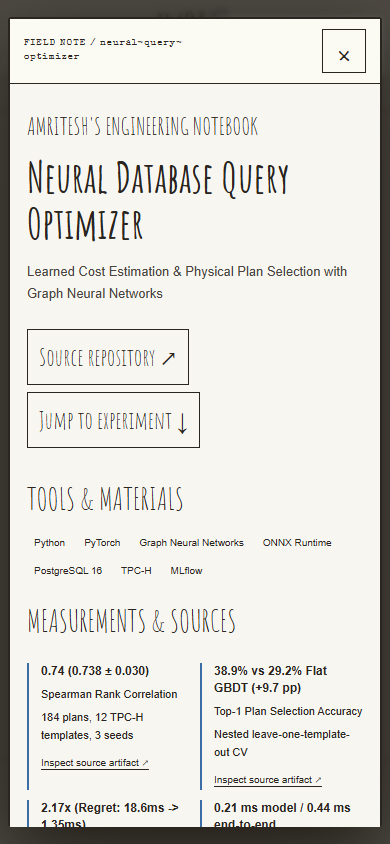 FIELD NOTE / neural-query-
optimizer
×
AMRITESH'S ENGINEERING NOTEBOOK
Neural Database Query
Optimizer
Learned Cost Estimation & Physical Plan Selection with
Graph Neural Networks
Source repository ↗
Jump to experiment ↓
TOOLS & MATERIALS
Python PyTorch Graph Neural Networks ONNX Runtime
PostgreSQL 16 TPC-H MLflow
MEASUREMENTS & SOURCES
0.74 (0.738 ± 0.030)
Spearman Rank Correlation
184 plans, 12 TPC-H
templates, 3 seeds
Inspect source artifact ↗
38.9% vs 29.2% Flat
GBDT (+9.7 pp)
Top-1 Plan Selection Accuracy
Nested leave-one-template-
out CV
Inspect source artifact ↗
2.17x (Regret: 18.6ms ->
1.35ms)
0.21 ms model / 0.44 ms
end-to-end